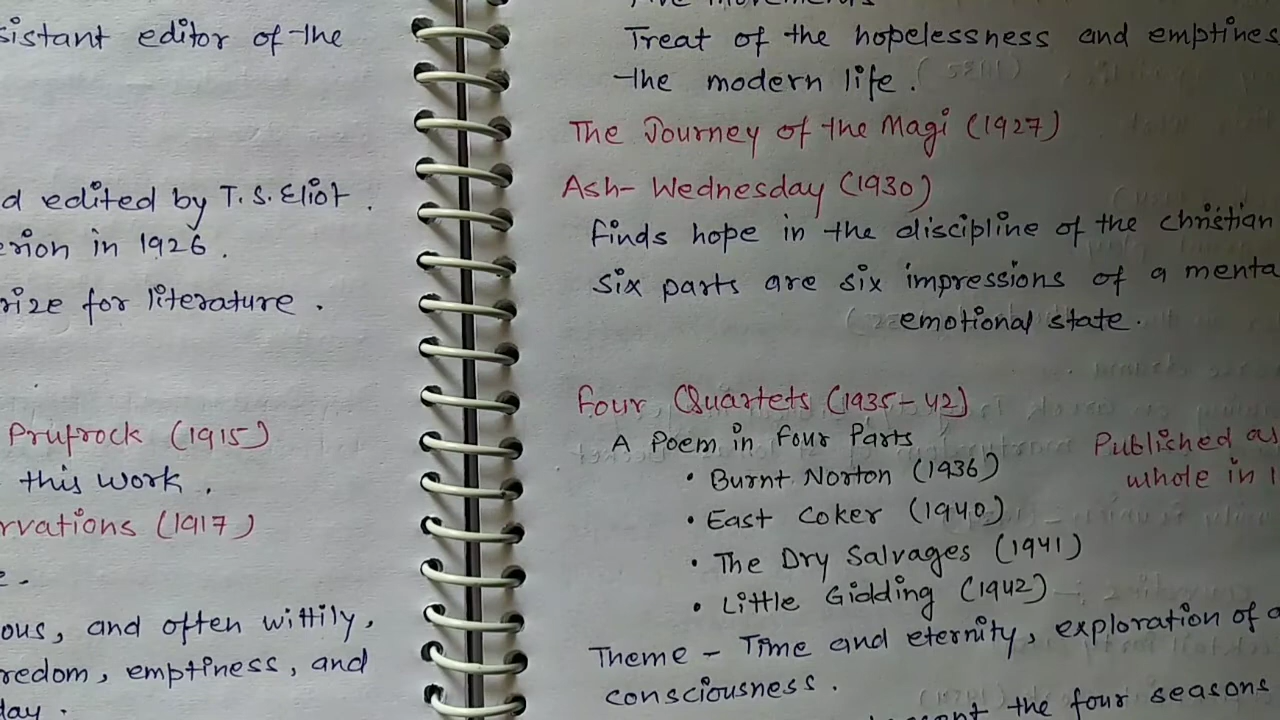 sistant editor of the
d edited by T. S. Eliot.
erion in 1926.
rize for literature.
Prufrock (1915)
this work.
rvations (1917)
e.
ous, and often wittily,
redom, emptiness, and
day.
Treat of the hopelessness and emptines
the modern life.
The Journey of the Magi (1927)
Ash-Wednesday (1930)
Finds hope in the discipline of the christian
Six parts are six impressions of a menta
emotional state.
Four Quartets (1935-42)
A Poem in Four Parts
• Burnt Norton (1936)
• East Coker (1940)
• The Dry Salvages (1941)
• Little Gidding (1942)
Published as
whole in 1
Theme - Time and eternity, exploration of
consciousness.
the four seasons